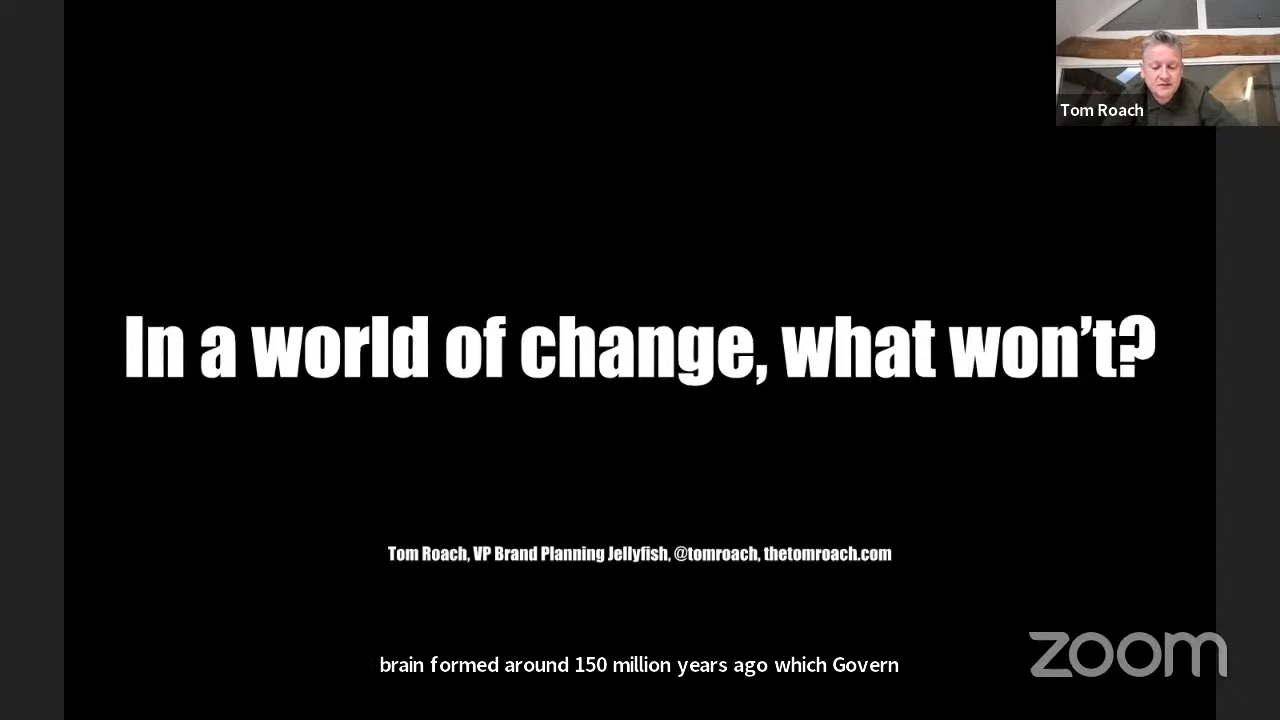 Tom Roach
In a world of change, what won’t?
Tom Roach, VP Brand Planning Jellyfish, @tomroach, thetomroach.com
brain formed around 150 million years ago which Govern
zoom